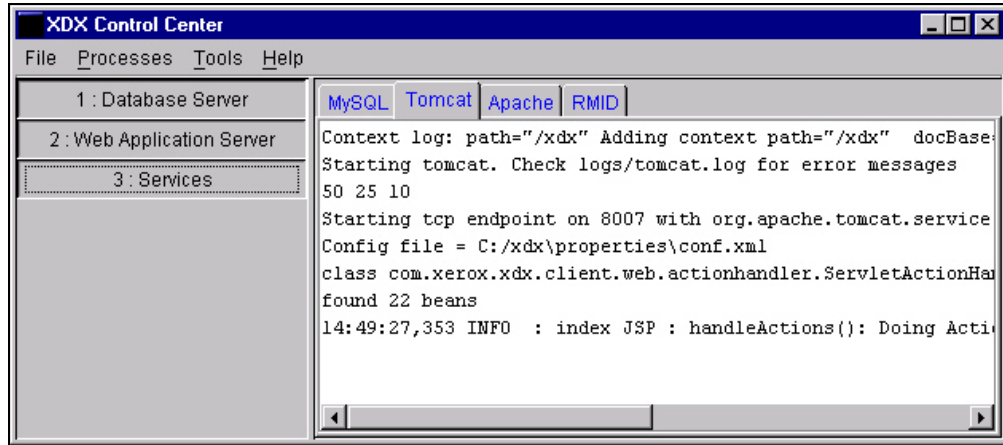 XDX Control Center
File Processes Tools Help
1 : Database Server
2 : Web Application Server
3 : Services
MySQL Tomcat Apache RMID
Context log: path="/xdx" Adding context path="/xdx" docBase
Starting tomcat. Check logs/tomcat.log for error messages
50 25 10
Starting tcp endpoint on 8007 with org.apache.tomcat.service
Config file = C:/xdx\properties\conf.xml
class com.xerox.xdx.client.web.actionhandler.ServletActionHa
found 22 beans
14:49:27,353 INFO : index JSP : handleActions(): Doing Acti